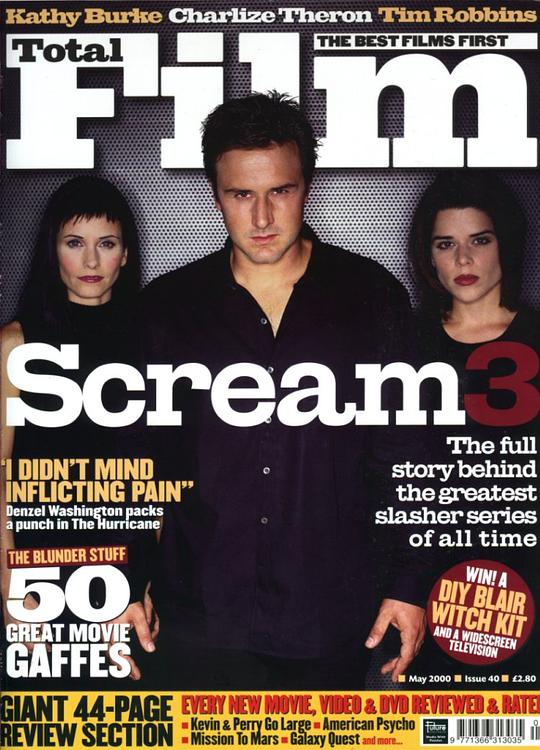 Kathy Burke Charlize Theron Tim Robbins
THE BEST FILMS FIRST
Total
Film
Scream3
The full
story behind
the greatest
slasher series
of all time
'I DIDN'T MIND
INFLICTING PAIN”
Denzel Washington packs
a punch in The Hurricane
THE BLUNDER STUFF
50
GREAT MOVIE
GAFFES
WIN! A
DIY BLAIR
WITCH KIT
AND A WIDESCREEN
TELEVISION
May 2000 Issue 40 £2.80
GIANT 44-PAGE
REVIEW SECTION
EVERY NEW MOVIE, VIDEO & DVD REVIEWED & RATED
Kevin & Perry Go Large American Psycho
Mission To Mars Galaxy Quest and more...
Future
9 771366 313035